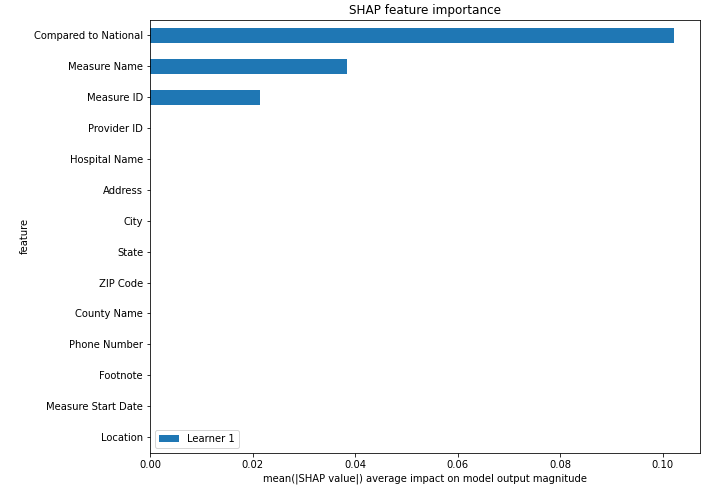 SHAP feature importance
Compared to National
Measure Name
Measure ID
Provider ID
Hospital Name
Address
City
State
ZIP Code
County Name
Phone Number
Footnote
Measure Start Date
Location
feature
Learner 1
0.00 0.02 0.04 0.06 0.08 0.10
mean(|SHAP value|) average impact on model output magnitude